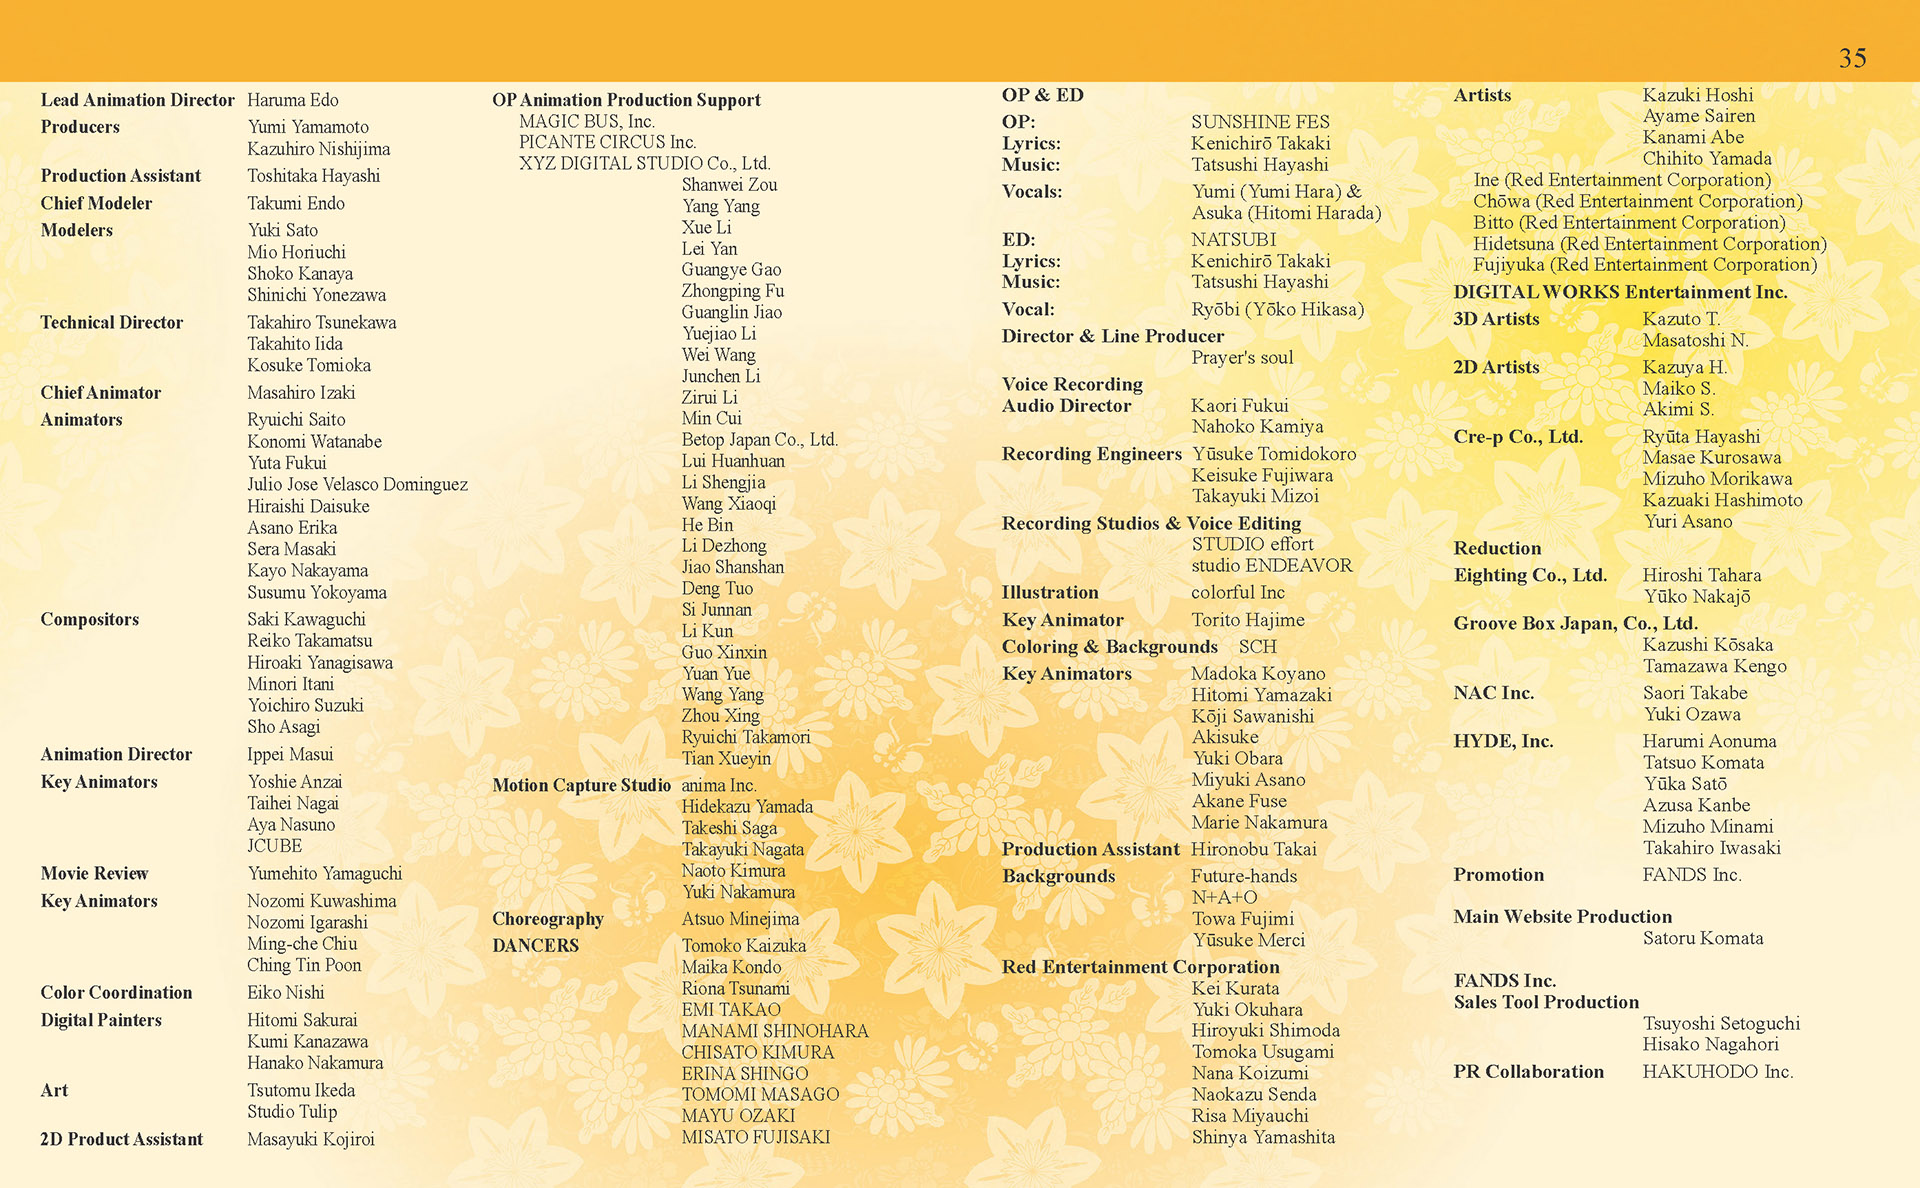 35
Lead Animation Director Haruma Edo
Producers Yumi Yamamoto
Kazuhiro Nishijima
Production Assistant Toshitaka Hayashi
Chief Modeler Takumi Endo
Modelers Yuki Sato
Mio Horiuchi
Shoko Kanaya
Shinichi Yonezawa
Technical Director Takahiro Tsunekawa
Takahito Iida
Kosuke Tomioka
Chief Animator Masahiro Izaki
Animators Ryuichi Saito
Konomi Watanabe
Yuta Fukui
Julio Jose Velasco Dominguez
Hiraishi Daisuke
Asano Erika
Sera Masaki
Kayo Nakayama
Susumu Yokoyama
Compositors Saki Kawaguchi
Reiko Takamatsu
Hiroaki Yanagisawa
Minori Itani
Yoichiro Suzuki
Sho Asagi
Animation Director Ippei Masui
Key Animators Yoshie Anzai
Taihei Nagai
Aya Nasuno
JCUBE
Movie Review Yumehito Yamaguchi
Key Animators Nozomi Kuwashima
Nozomi Igarashi
Ming-che Chiu
Ching Tin Poon
Color Coordination Eiko Nishi
Digital Painters Hitomi Sakurai
Kumi Kanazawa
Hanako Nakamura
Art Tsutomu Ikeda
Studio Tulip
2D Product Assistant Masayuki Kojiroi
OP Animation Production Support
MAGIC BUS, Inc.
PICANTE CIRCUS Inc.
XYZ DIGITAL STUDIO Co., Ltd.
Shanwei Zou
Yang Yang
Xue Li
Lei Yan
Guangye Gao
Zhongping Fu
Guanglin Jiao
Yuejiao Li
Wei Wang
Junchen Li
Zirui Li
Min Cui
Betop Japan Co., Ltd.
Lui Huanhuan
Li Shengjia
Wang Xiaoqi
He Bin
Li Dezhong
Jiao Shanshan
Deng Tuo
Si Junnan
Li Kun
Guo Xinxin
Yuan Yue
Wang Yang
Zhou Xing
Ryuichi Takamori
Tian Xueyin
Motion Capture Studio anima Inc.
Hidekazu Yamada
Takeshi Saga
Takayuki Nagata
Naoto Kimura
Yuki Nakamura
Choreography Atsuo Minejima
DANCERS Tomoko Kaizuka
Maika Kondo
Riona Tsunami
EMI TAKAO
MANAMI SHINOHARA
CHISATO KIMURA
ERINA SHINGO
TOMOMI MASAGO
MAYU OZAKI
MISATO FUJISAKI
OP & ED
OP: SUNSHINE FES
Lyrics: Kenichirō Takaki
Music: Tatsushi Hayashi
Vocals: Yumi (Yumi Hara) &
Asuka (Hitomi Harada)
ED: NATSUBI
Lyrics: Kenichirō Takaki
Music: Tatsushi Hayashi
Vocal: Ryōbi (Yōko Hikasa)
Director & Line Producer
Prayer's soul
Voice Recording
Audio Director Kaori Fukui
Nahoko Kamiya
Recording Engineers Yūsuke Tomidokoro
Keisuke Fujiwara
Takayuki Mizoi
Recording Studios & Voice Editing
STUDIO effort
studio ENDEAVOR
Illustration colorful Inc
Key Animator Torito Hajime
Coloring & Backgrounds SCH
Key Animators Madoka Koyano
Hitomi Yamazaki
Kōji Sawanishi
Akisuke
Yuki Obara
Miyuki Asano
Akane Fuse
Marie Nakamura
Production Assistant Hironobu Takai
Backgrounds Future-hands
N+A+O
Towa Fujimi
Yūsuke Merci
Red Entertainment Corporation
Kei Kurata
Yuki Okuhara
Hiroyuki Shimoda
Tomoka Usugami
Nana Koizumi
Naokazu Senda
Risa Miyauchi
Shinya Yamashita
Artists Kazuki Hoshi
Ayame Sairen
Kanami Abe
Chihito Yamada
Ine (Red Entertainment Corporation)
Chōwa (Red Entertainment Corporation)
Bitto (Red Entertainment Corporation)
Hidetsuna (Red Entertainment Corporation)
Fujiyuka (Red Entertainment Corporation)
DIGITAL WORKS Entertainment Inc.
3D Artists Kazuto T.
Masatoshi N.
2D Artists Kazuya H.
Maiko S.
Akimi S.
Cre-p Co., Ltd. Ryūta Hayashi
Masae Kurosawa
Mizuho Morikawa
Kazuaki Hashimoto
Yuri Asano
Reduction
Eighting Co., Ltd. Hiroshi Tahara
Yūko Nakajō
Groove Box Japan, Co., Ltd.
Kazushi Kōsaka
Tamazawa Kengo
NAC Inc. Saori Takabe
Yuki Ozawa
HYDE, Inc. Harumi Aonuma
Tatsuo Komata
Yūka Satō
Azusa Kanbe
Mizuho Minami
Takahiro Iwasaki
Promotion FANDS Inc.
Main Website Production
Satoru Komata
FANDS Inc.
Sales Tool Production
Tsuyoshi Setoguchi
Hisako Nagahori
PR Collaboration HAKUHODO Inc.